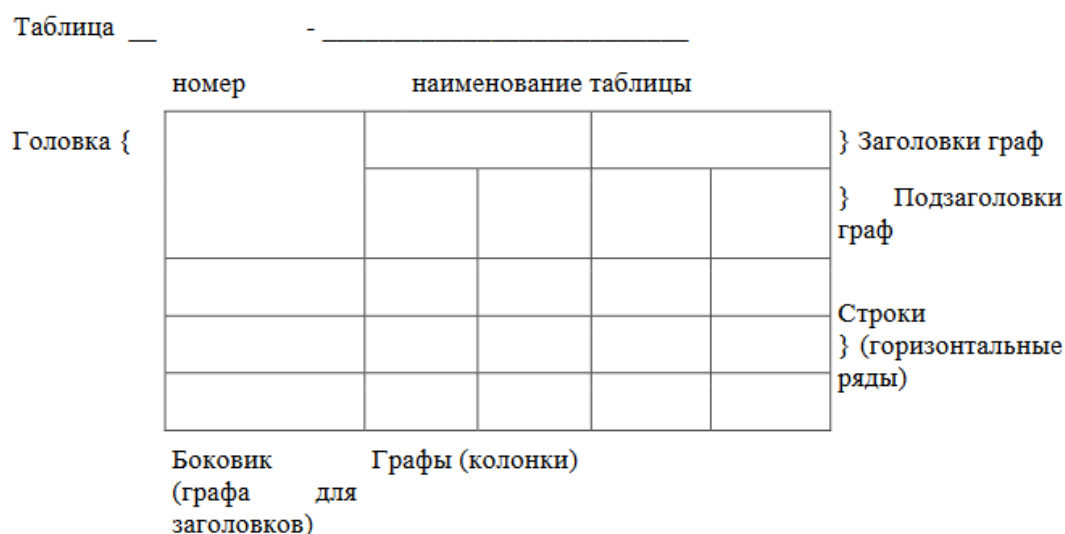 Таблица __ - __________________________
номер наименование таблицы
Головка {
} Заголовки граф
} Подзаголовки
граф
Строки
} (горизонтальные
ряды)
Боковик Графы (колонки)
(графа для
заголовков)